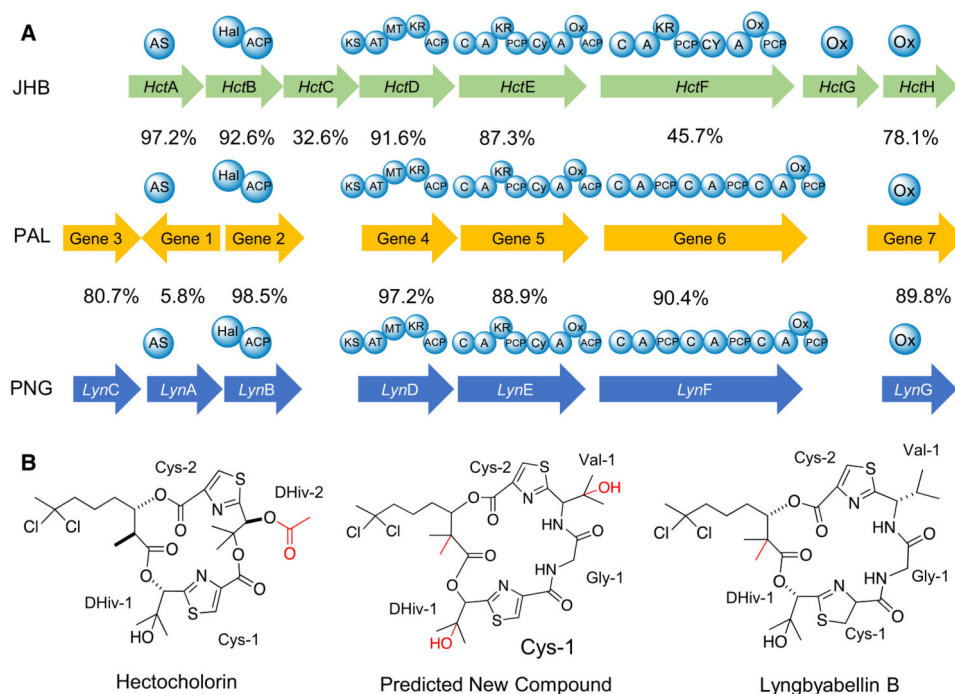 A
AS Hal ACP KS AT MT KR ACP C A KR PCP Cy A Ox ACP C A KR PCP CY A Ox PCP Ox Ox
JHB HctA HctB HctC HctD HctE HctF HctG HctH
97.2% 92.6% 32.6% 91.6% 87.3% 45.7% 78.1%
AS Hal ACP KS AT MT KR ACP C A KR PCP Cy A Ox ACP C A PCP C A PCP C A Ox PCP Ox
PAL Gene 3 Gene 1 Gene 2 Gene 4 Gene 5 Gene 6 Gene 7
80.7% 5.8% 98.5% 97.2% 88.9% 90.4% 89.8%
AS Hal ACP KS AT MT KR ACP C A KR PCP Cy A Ox ACP C A PCP C A PCP C A Ox PCP Ox
PNG LynC LynA LynB LynD LynE LynF LynG
B
Cys-2
S
N
DHiv-2
O
O
O
O
Cl Cl
O
O
O
O
N
S
DHiv-1
HO
Cys-1
Hectocholorin
Cys-2
Val-1
S
N
OH
O
O
HN
Cl Cl
O
O
O
HN
N
O
S
DHiv-1
HO
Cys-1
Gly-1
Predicted New Compound
Cys-2
Val-1
S
N
O
O
HN
Cl Cl
O
O
O
HN
N
O
S
DHiv-1
HO
Cys-1
Gly-1
Lyngbyabellin B